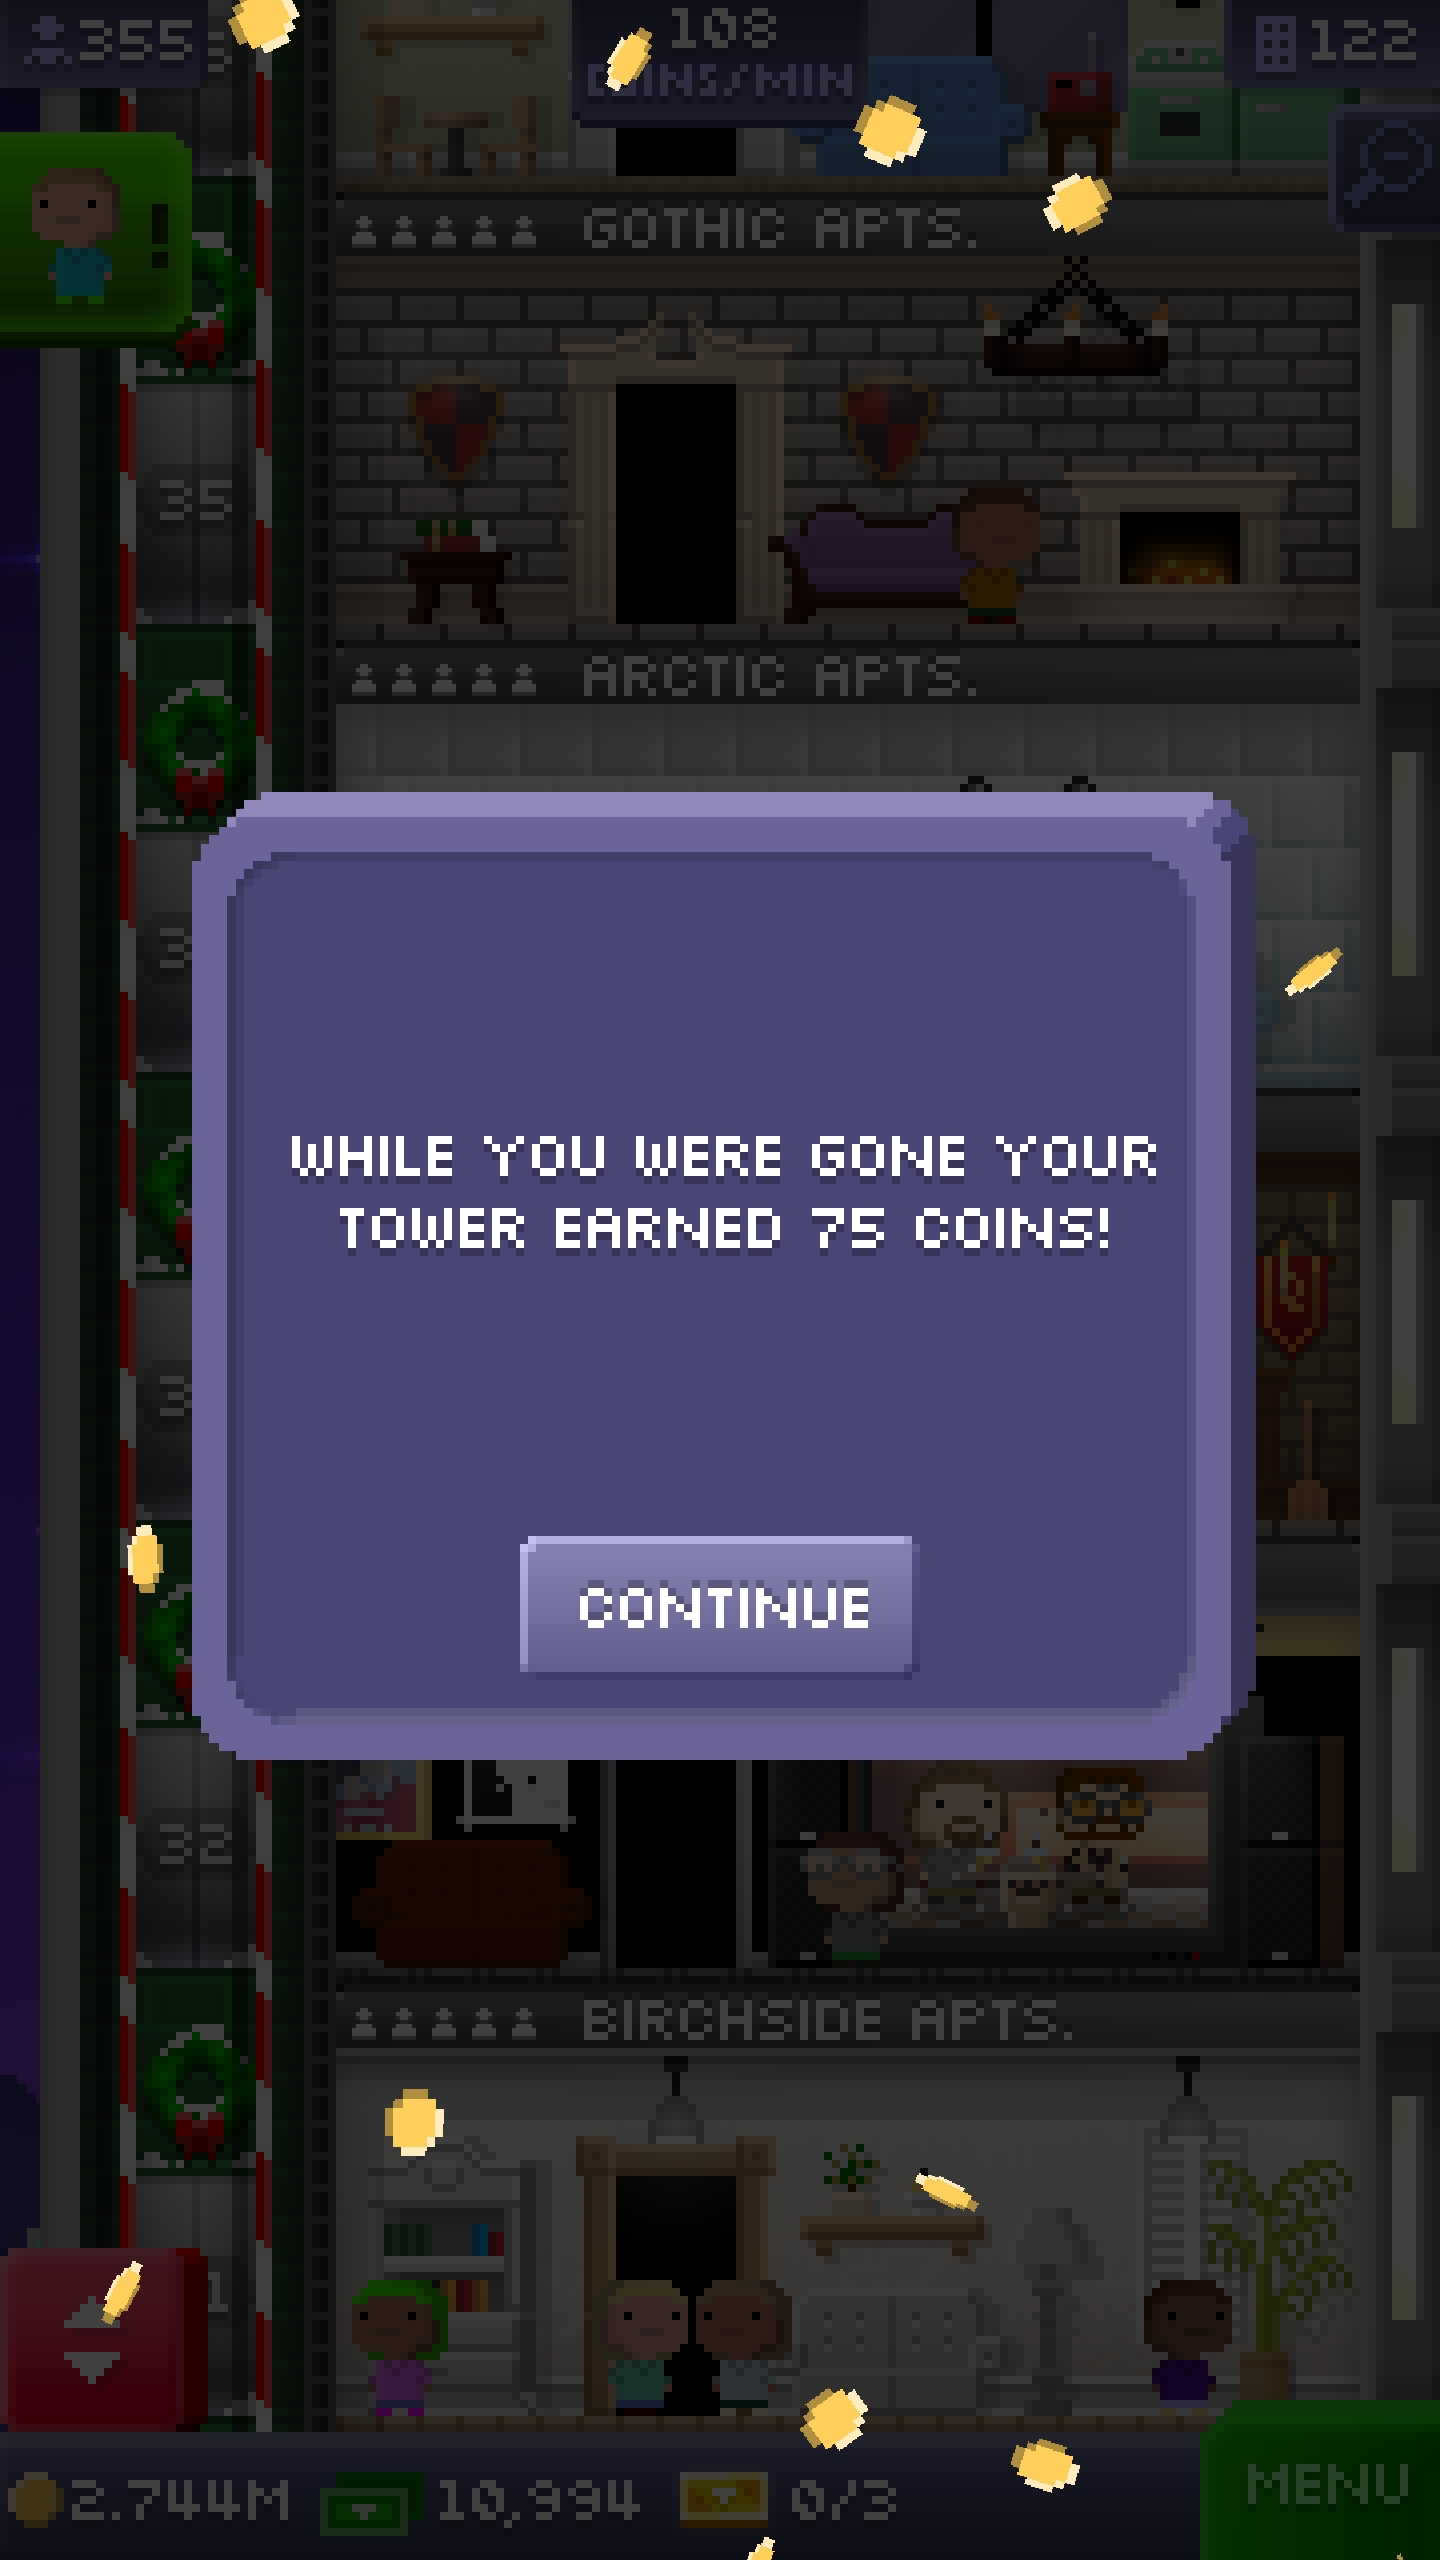 355
108
COINS/MIN
122
GOTHIC APTS.
35
ARCTIC APTS.
WHILE YOU WERE GONE YOUR
TOWER EARNED 75 COINS!
CONTINUE
32
BIRCHSIDE APTS.
2.744M
10,994
0/3
MENU